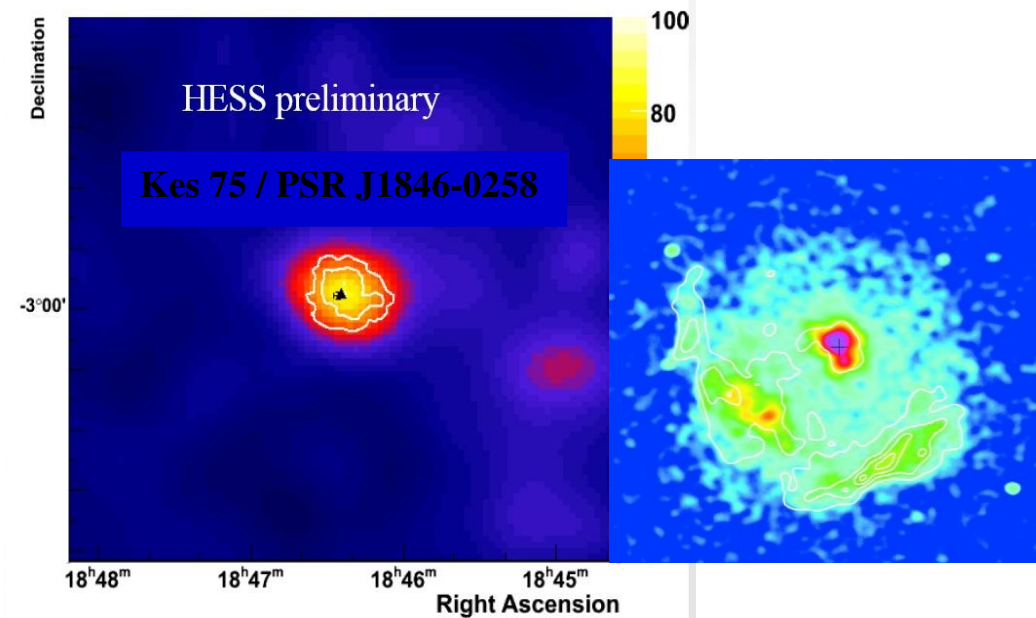 Declination
100
HESS preliminary
80
Kes 75 / PSR J1846-0258
-3°00'
18ʰ48ᵐ
18ʰ47ᵐ
18ʰ46ᵐ
18ʰ45ᵐ
Right Ascension